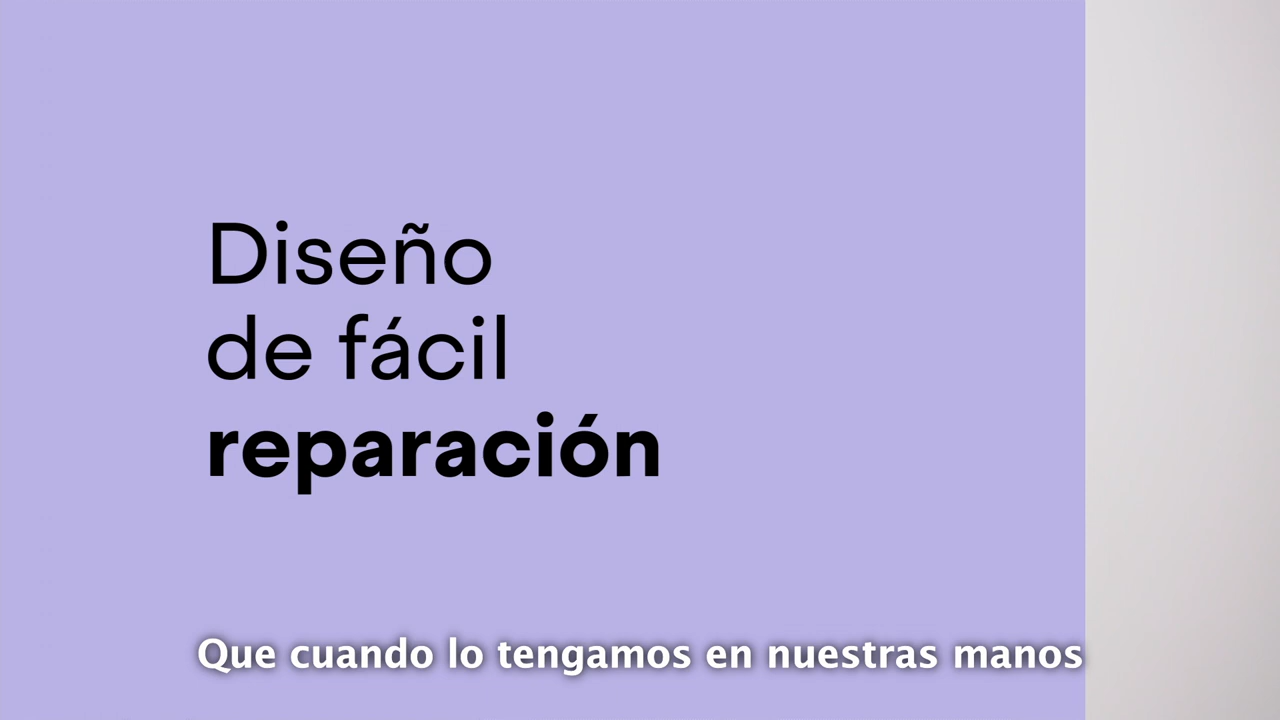 Diseño
de fácil
reparación
Que cuando lo tengamos en nuestras manos